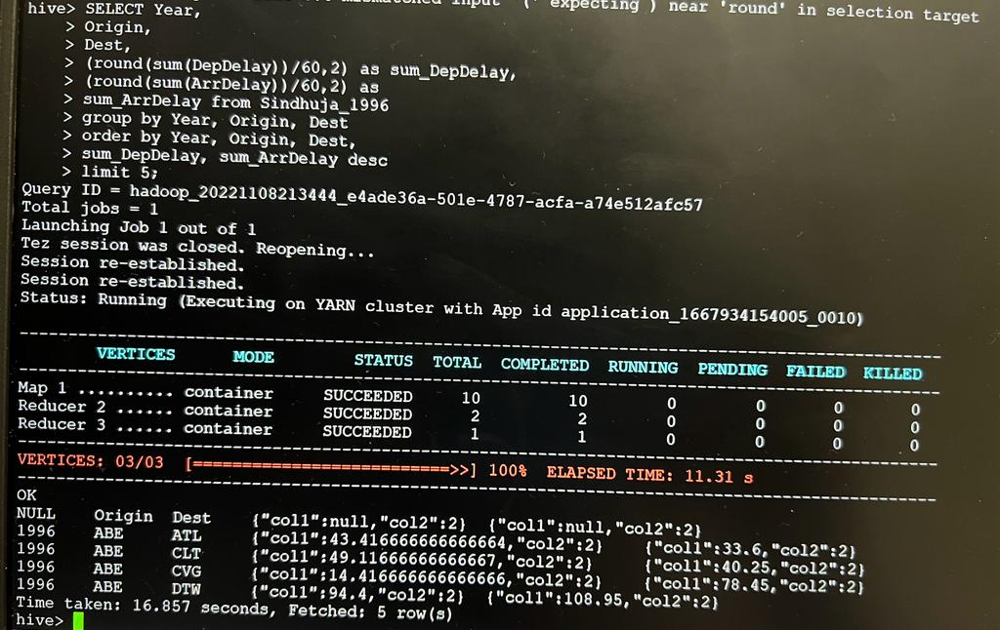 mismatched input '(' expecting ) near 'round' in selection target
hive> SELECT Year,
> Origin,
> Dest,
> (round(sum(DepDelay))/60,2) as sum_DepDelay,
> (round(sum(ArrDelay))/60,2) as
> sum_ArrDelay from Sindhuja_1996
> group by Year, Origin, Dest
> order by Year, Origin, Dest,
> sum_DepDelay, sum_ArrDelay desc
> limit 5;
Query ID = hadoop_20221108213444_e4ade36a-501e-4787-acfa-a74e512afc57
Total jobs = 1
Launching Job 1 out of 1
Tez session was closed. Reopening...
Session re-established.
Session re-established.
Status: Running (Executing on YARN cluster with App id application_1667934154005_0010)
VERTICES MODE STATUS TOTAL COMPLETED RUNNING PENDING FAILED KILLED
Map 1 .......... container SUCCEEDED 10 10 0 0 0 0
Reducer 2 ...... container SUCCEEDED 2 2 0 0 0 0
Reducer 3 ...... container SUCCEEDED 1 1 0 0 0 0
VERTICES: 03/03 [==========================>>] 100% ELAPSED TIME: 11.31 s
OK
NULL Origin Dest {"col1":null,"col2":2} {"col1":null,"col2":2}
1996 ABE ATL {"col1":43.416666666666664,"col2":2} {"col1":33.6,"col2":2}
1996 ABE CLT {"col1":49.11666666666667,"col2":2} {"col1":40.25,"col2":2}
1996 ABE CVG {"col1":14.416666666666666,"col2":2} {"col1":78.45,"col2":2}
1996 ABE DTW {"col1":94.4,"col2":2} {"col1":108.95,"col2":2}
Time taken: 16.857 seconds, Fetched: 5 row(s)
hive>